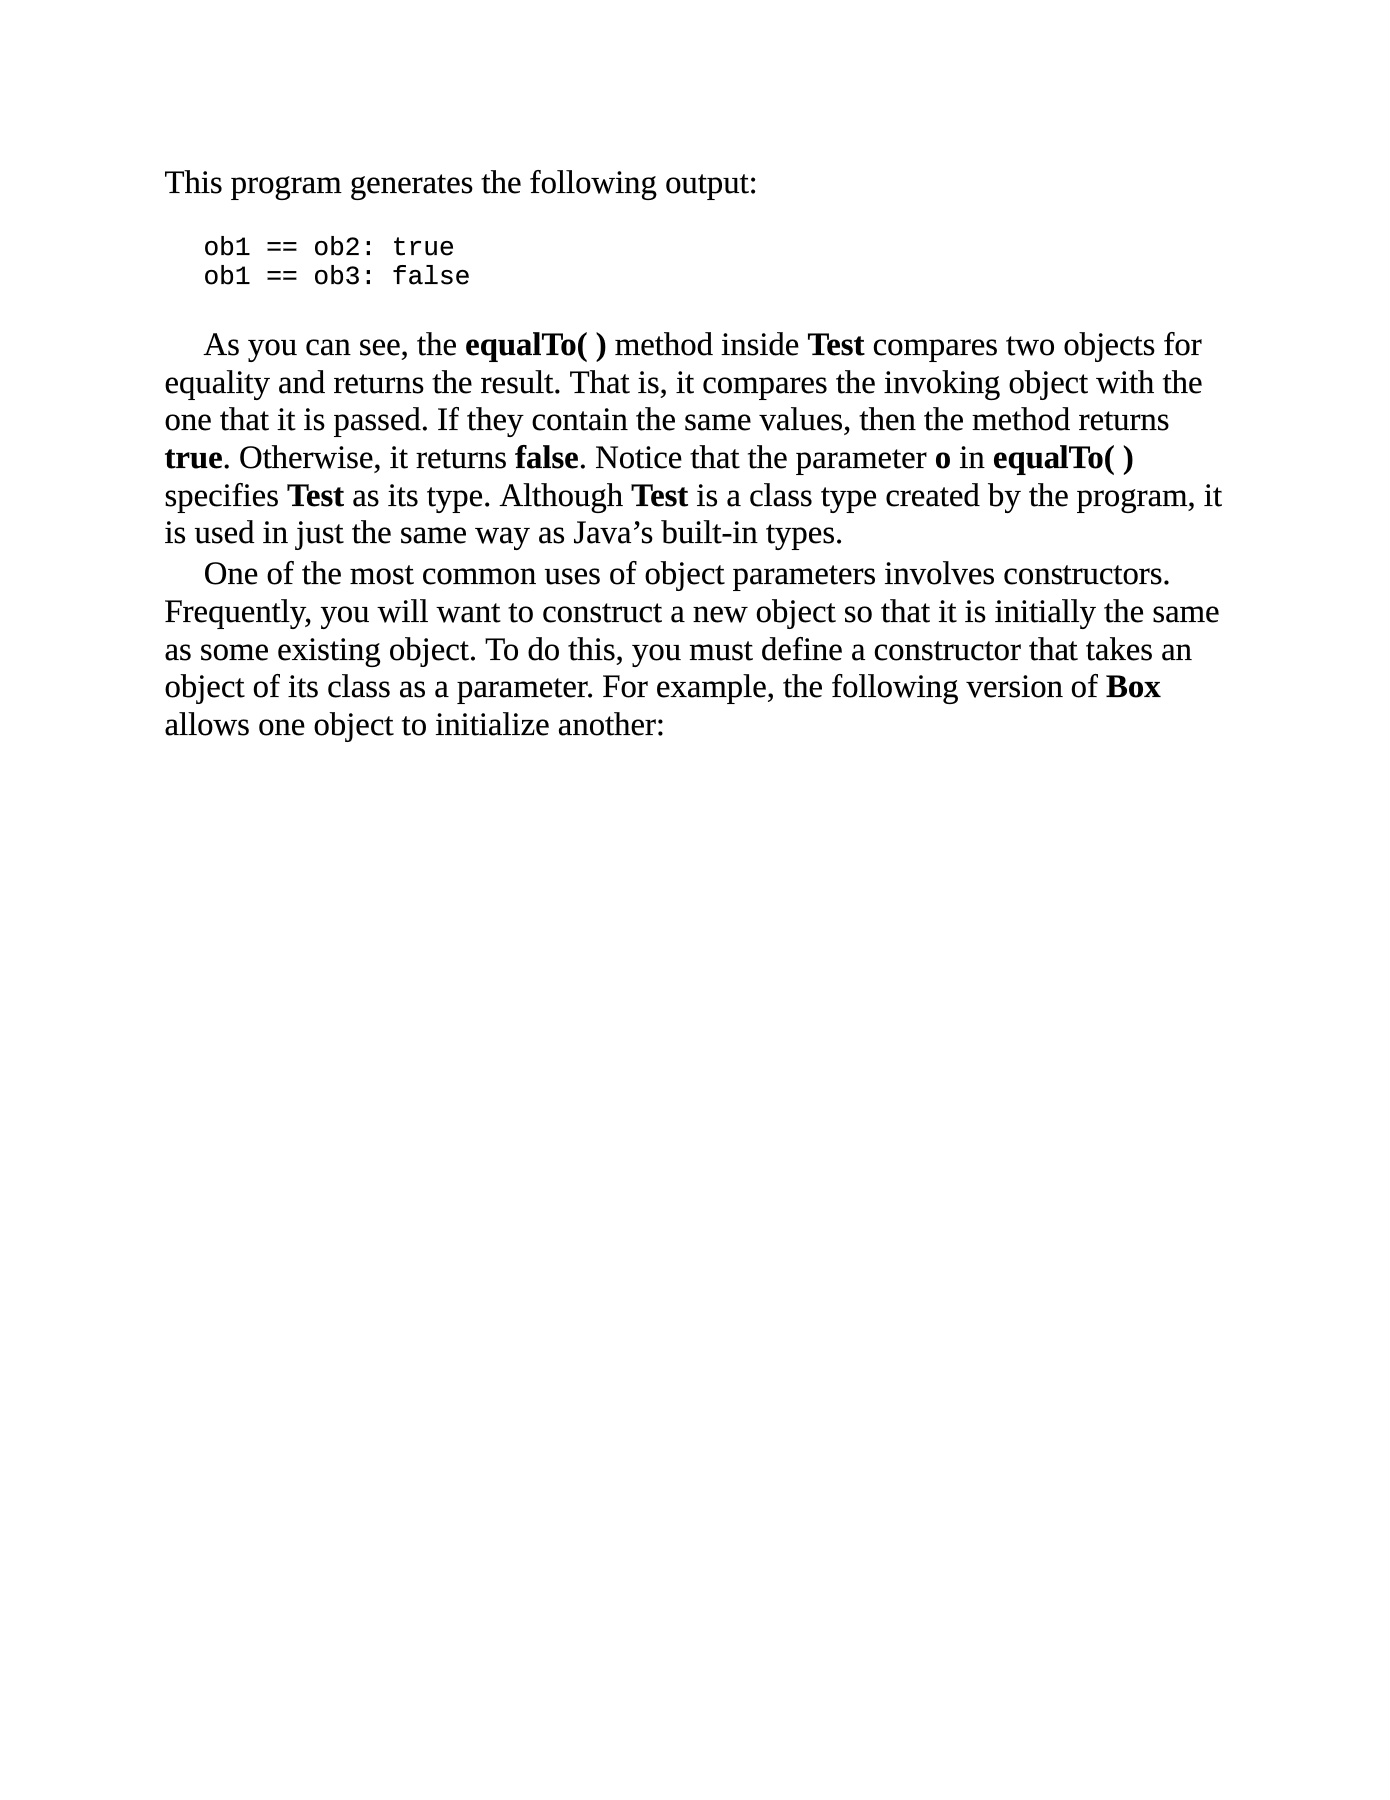 This program generates the following output:
ob1 == ob2: true
ob1 == ob3: false
As you can see, the equalTo( ) method inside Test compares two objects for
equality and returns the result. That is, it compares the invoking object with the
one that it is passed. If they contain the same values, then the method returns
true. Otherwise, it returns false. Notice that the parameter o in equalTo( )
specifies Test as its type. Although Test is a class type created by the program, it
is used in just the same way as Java’s built-in types.
One of the most common uses of object parameters involves constructors.
Frequently, you will want to construct a new object so that it is initially the same
as some existing object. To do this, you must define a constructor that takes an
object of its class as a parameter. For example, the following version of Box
allows one object to initialize another: